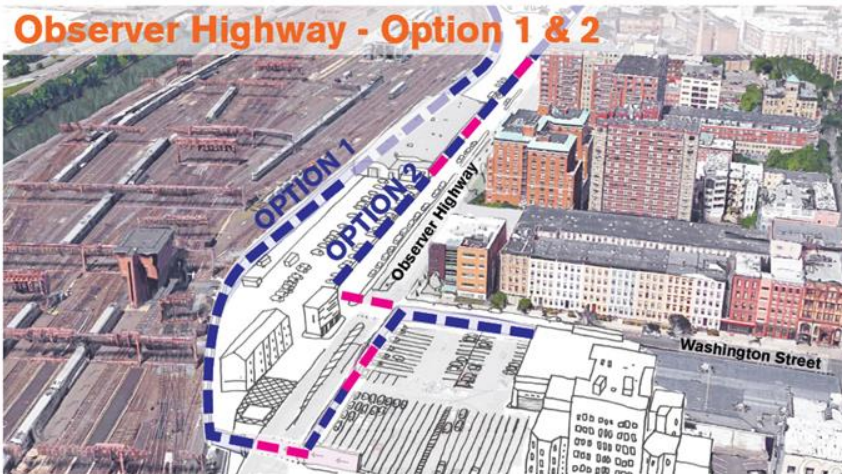 Observer Highway - Option 1 & 2
OPTION 1
OPTION 2
Observer Highway
Washington Street